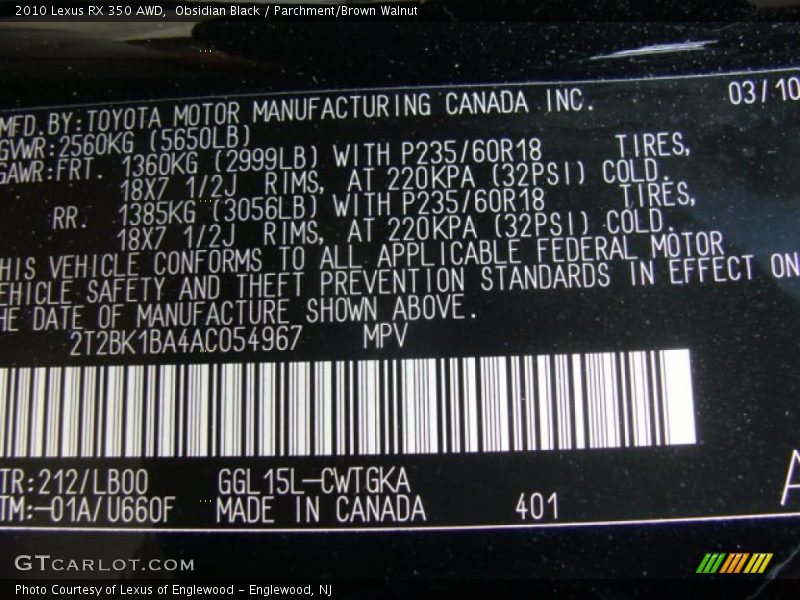 2010 Lexus RX 350 AWD, Obsidian Black / Parchment/Brown Walnut
MFD.BY:TOYOTA MOTOR MANUFACTURING CANADA INC. 03/10
GVWR:2560KG (5650LB)
GAWR:FRT. 1360KG (2999LB) WITH P235/60R18 TIRES,
18X7 1/2J RIMS, AT 220KPA (32PSI) COLD.
RR. 1385KG (3056LB) WITH P235/60R18 TIRES,
18X7 1/2J RIMS, AT 220KPA (32PSI) COLD.
HIS VEHICLE CONFORMS TO ALL APPLICABLE FEDERAL MOTOR
EHICLE SAFETY AND THEFT PREVENTION STANDARDS IN EFFECT ON
HE DATE OF MANUFACTURE SHOWN ABOVE.
2T2BK1BA4AC054967 MPV
TR:212/LB00 GGL15L-CWTGKA A
TM:-01A/U660F MADE IN CANADA 401
GTCARLOT.COM
Photo Courtesy of Lexus of Englewood - Englewood, NJ